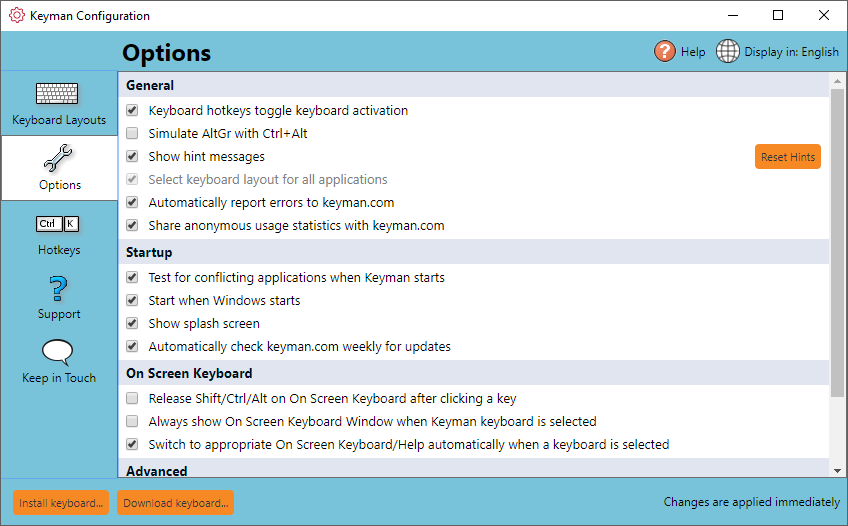 Keyman Configuration
Options
Help
Display in: English
Keyboard Layouts
Options
Ctrl K
Hotkeys
Support
Keep in Touch
General
Keyboard hotkeys toggle keyboard activation
Simulate AltGr with Ctrl+Alt
Show hint messages
Reset Hints
Select keyboard layout for all applications
Automatically report errors to keyman.com
Share anonymous usage statistics with keyman.com
Startup
Test for conflicting applications when Keyman starts
Start when Windows starts
Show splash screen
Automatically check keyman.com weekly for updates
On Screen Keyboard
Release Shift/Ctrl/Alt on On Screen Keyboard after clicking a key
Always show On Screen Keyboard Window when Keyman keyboard is selected
Switch to appropriate On Screen Keyboard/Help automatically when a keyboard is selected
Advanced
Install keyboard...
Download keyboard...
Changes are applied immediately